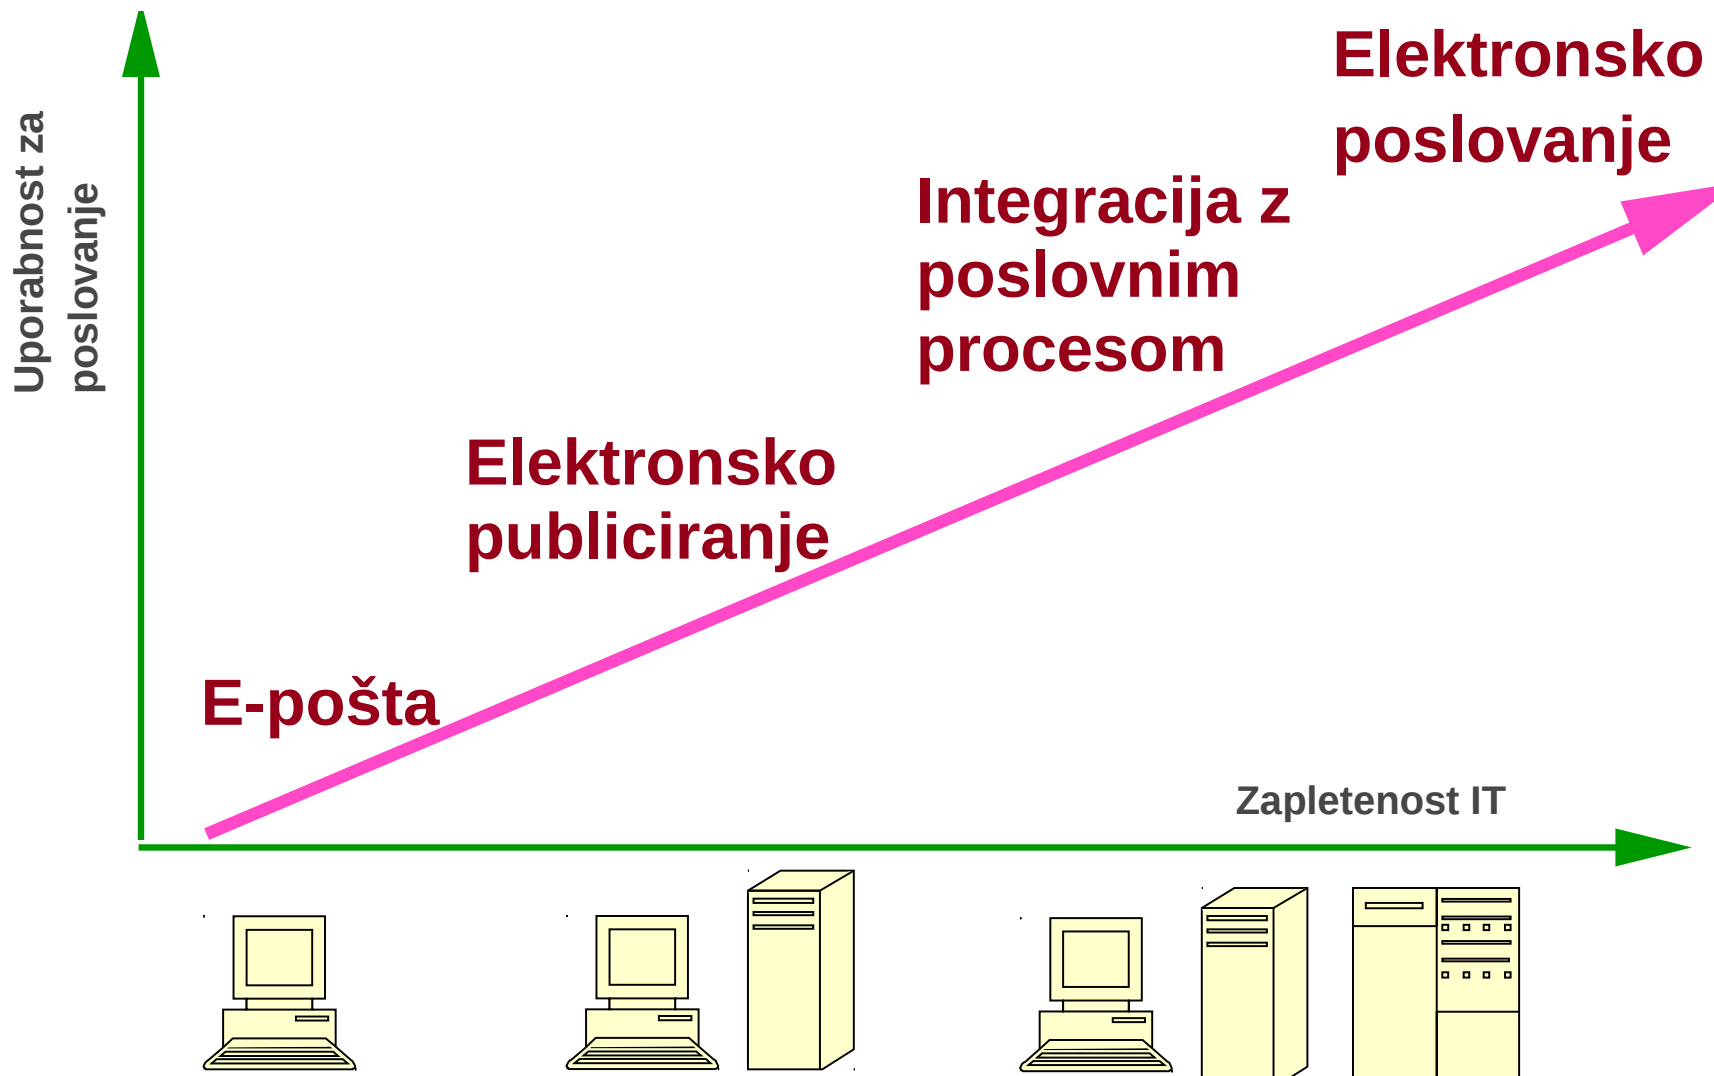 Elektronsko
poslovanje
Uporabnost za
poslovanje
Integracija z
poslovnim
procesom
Elektronsko
publiciranje
E-pošta
Zapletenost IT